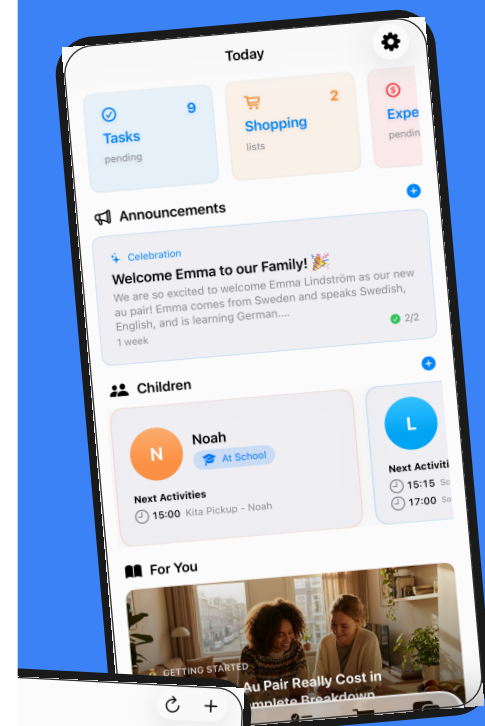 Today
9
Tasks
pending
2
Shopping
lists
Expe
pendin
Announcements
Celebration
Welcome Emma to our Family! 🎉
We are so excited to welcome Emma Lindström as our new
au pair! Emma comes from Sweden and speaks Swedish,
English, and is learning German....
1 week
2/2
Children
N
Noah
At School
Next Activities
15:00 Kita Pickup - Noah
L
Next Activiti
15:15 Sc
17:00 So
For You
GETTING STARTED
Au Pair Really Cost in
mplete Breakdown